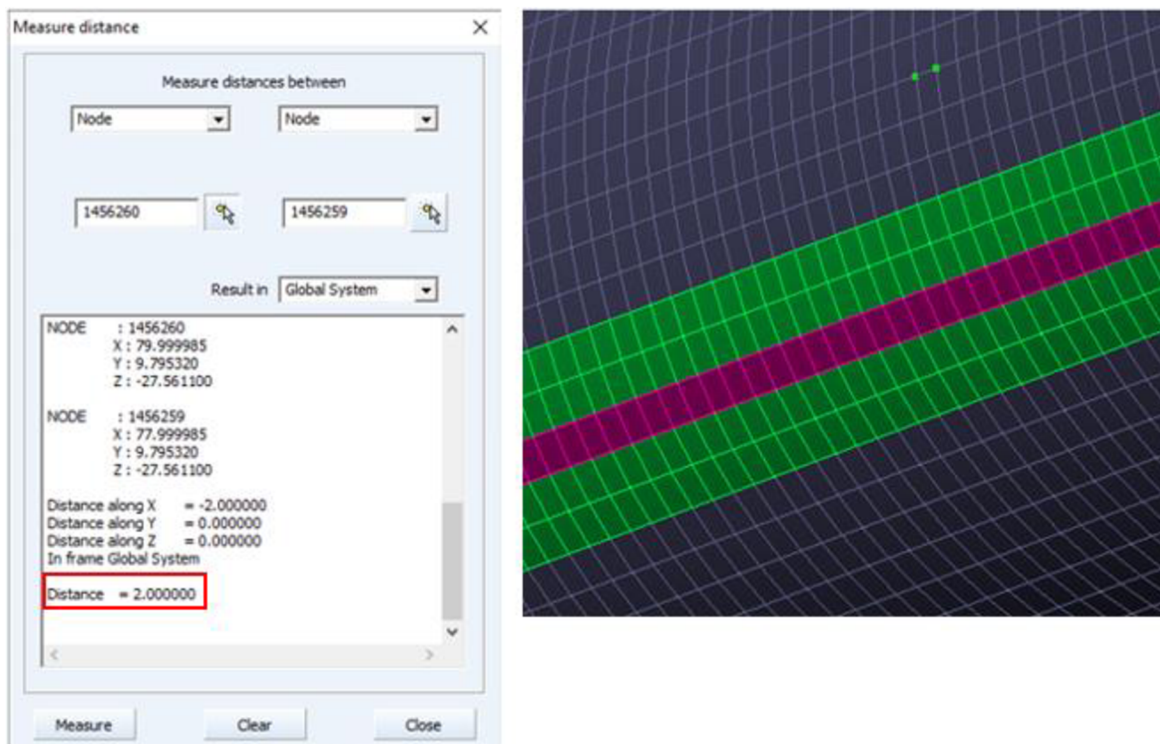 Measure distance
Measure distances between
Node Node
1456260 1456259
Result in Global System
NODE : 1456260
X : 79.999985
Y : 9.795320
Z : -27.561100
NODE : 1456259
X : 77.999985
Y : 9.795320
Z : -27.561100
Distance along X = -2.000000
Distance along Y = 0.000000
Distance along Z = 0.000000
In frame Global System
Distance = 2.000000
Measure Clear Close